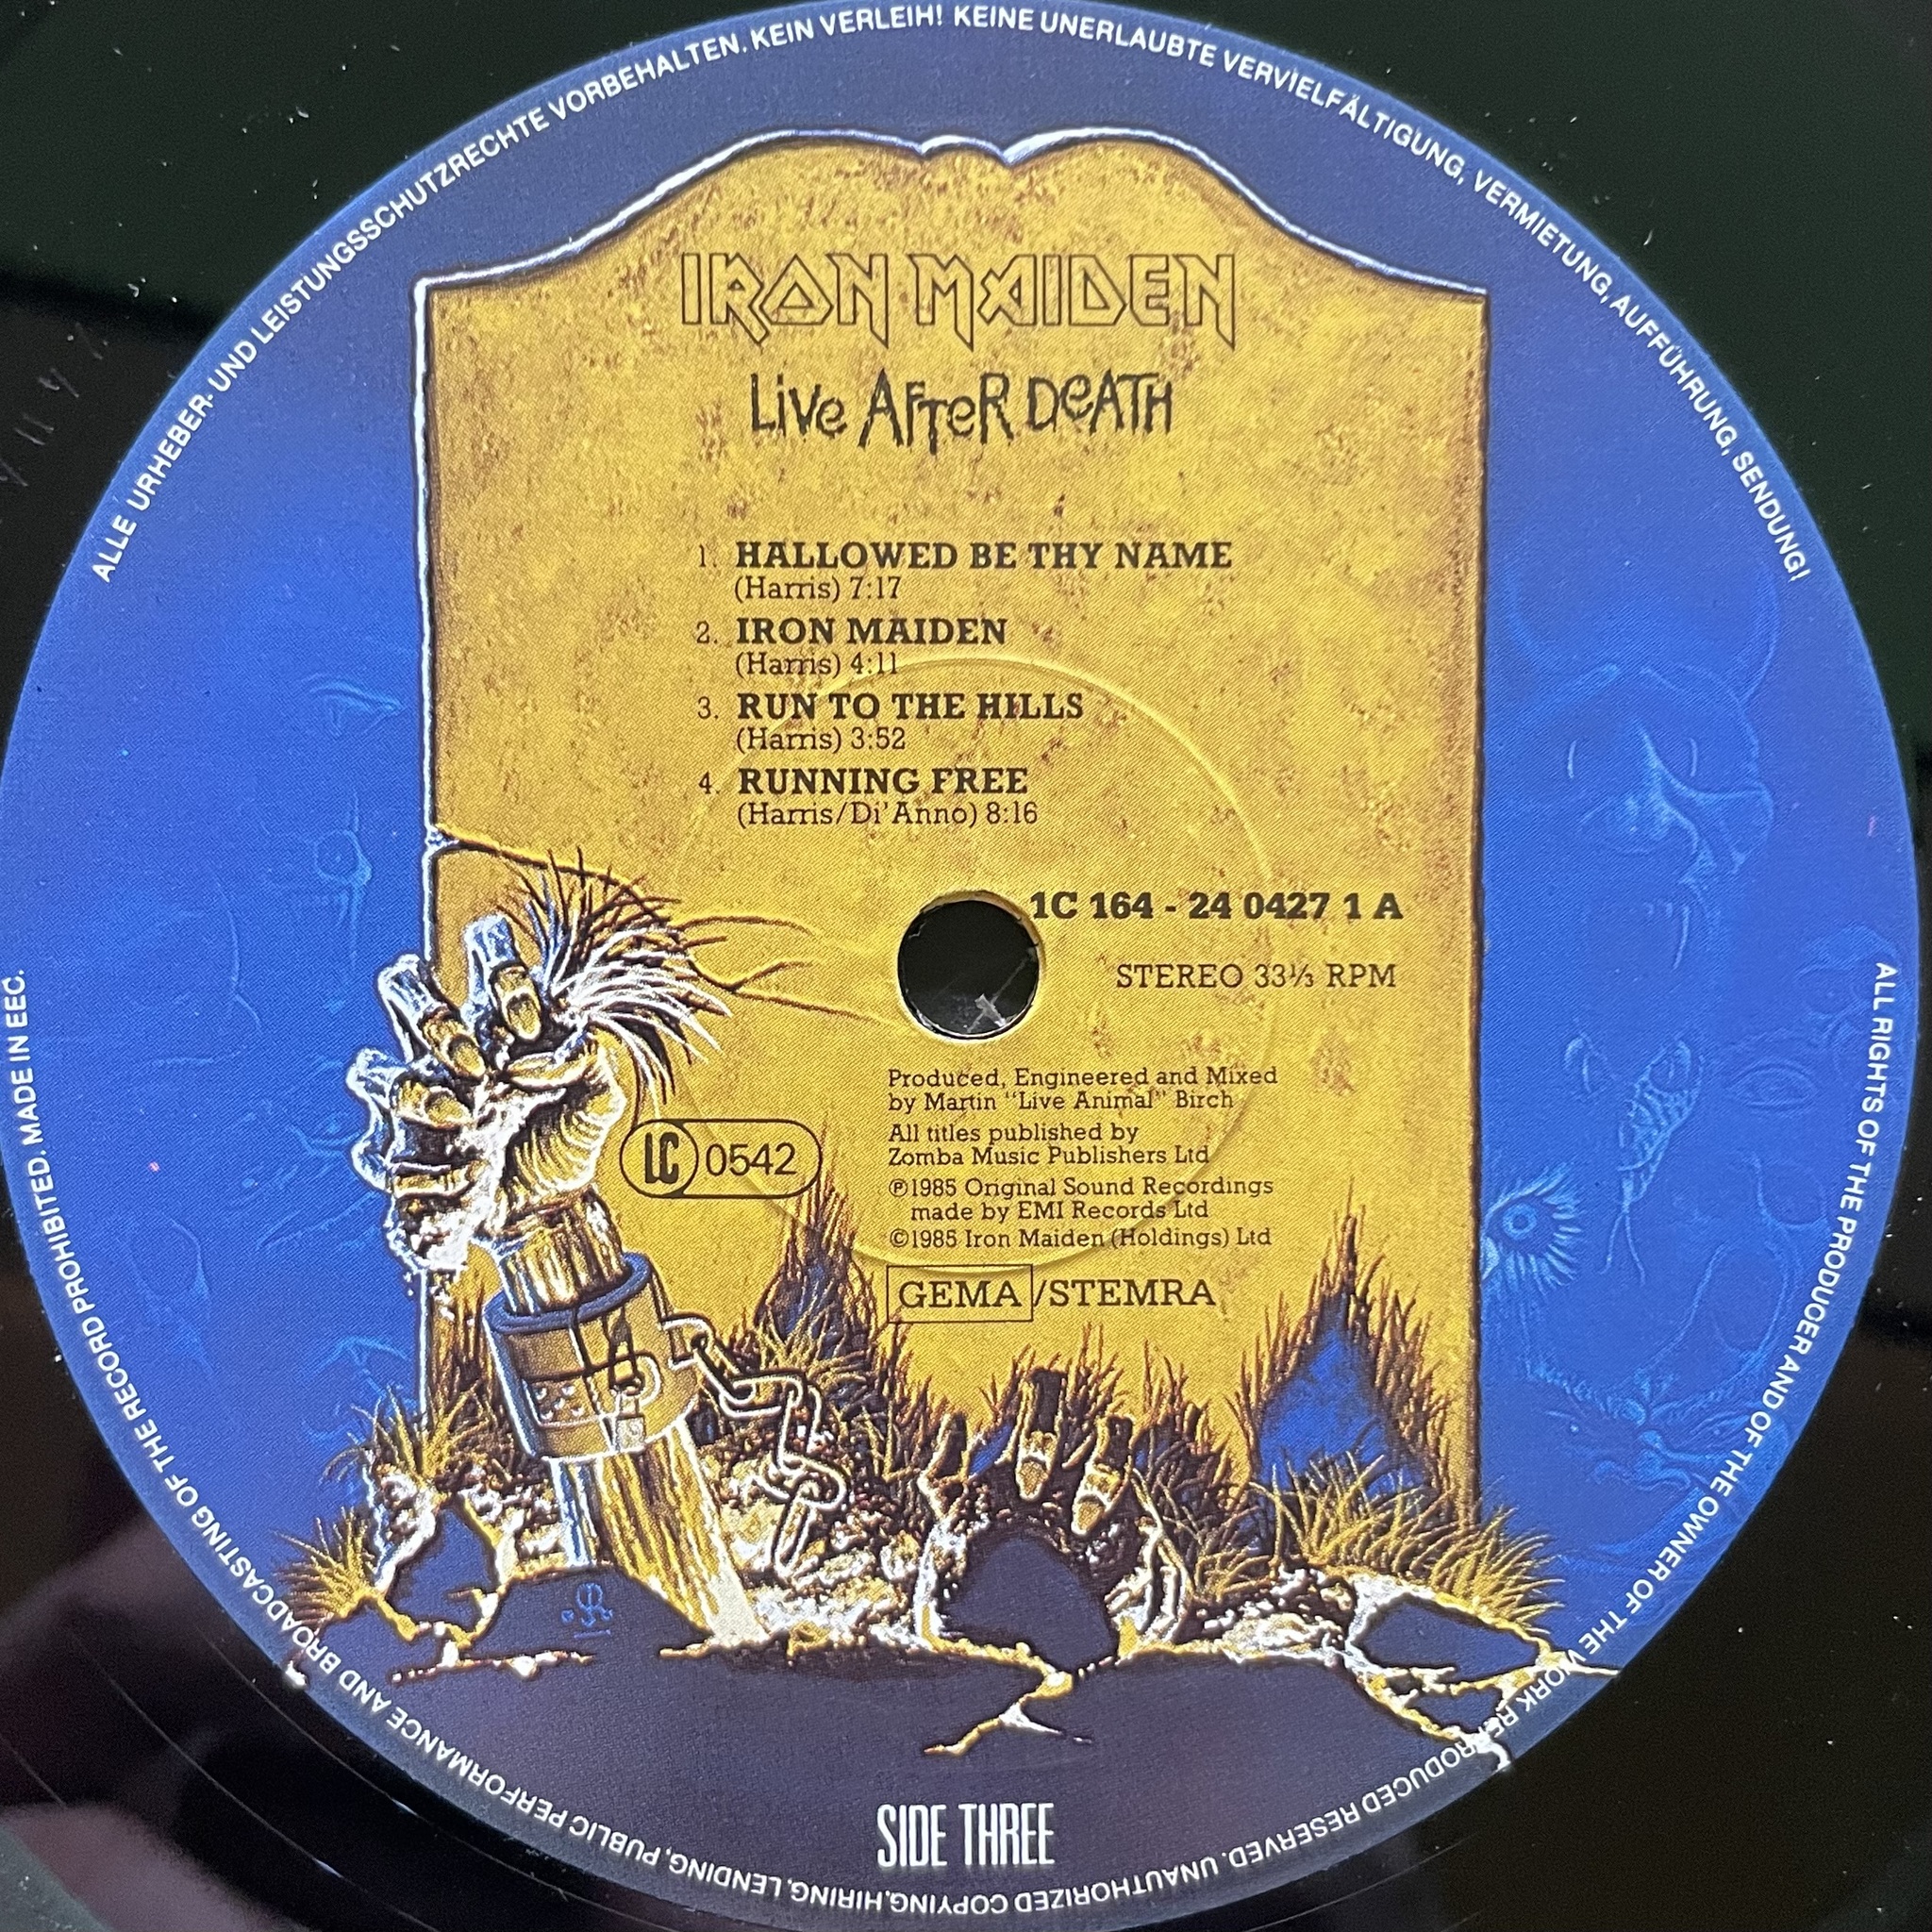 ALLE URHEBER- UND LEISTUNGSSCHUTZRECHTE VORBEHALTEN. KEIN VERLEIH! KEINE UNERLAUBTE VERVIELFÄLTIGUNG, VERMIETUNG, AUFFÜHRUNG, SENDUNG!
IRON MAIDEN
LIVE AFTER DEATH
1. HALLOWED BE THY NAME
(Harris) 7:17
2. IRON MAIDEN
(Harris) 4:11
3. RUN TO THE HILLS
(Harris) 3:52
4. RUNNING FREE
(Harris/Di'Anno) 8:16
1C 164 - 24 0427 1 A
STEREO 33⅓ RPM
Produced, Engineered and Mixed
by Martin "Live Animal" Birch
All titles published by
Zomba Music Publishers Ltd
℗1985 Original Sound Recordings
made by EMI Records Ltd
©1985 Iron Maiden (Holdings) Ltd
LC 0542
GEMA/STEMRA
SIDE THREE
ALL RIGHTS OF THE PRODUCER AND OF THE OWNER OF THE WORK REPRODUCED RESERVED. UNAUTHORIZED COPYING, HIRING, LENDING, PUBLIC PERFORMANCE AND BROADCASTING OF THE RECORD PROHIBITED. MADE IN EEC.